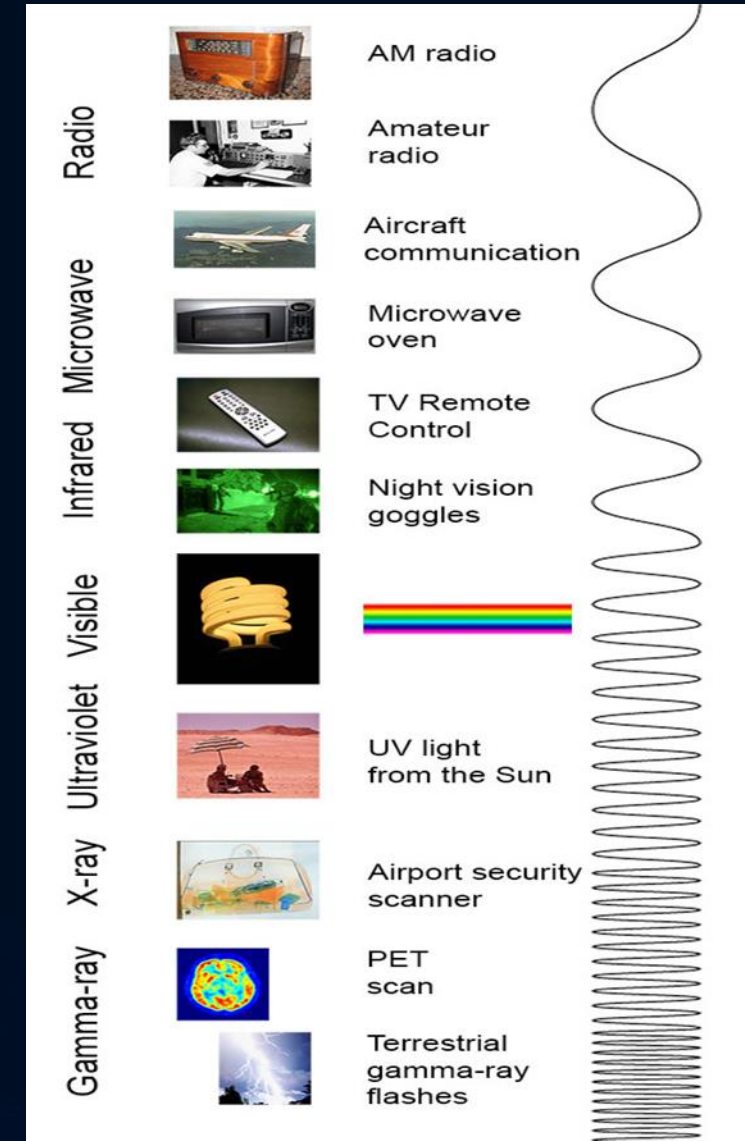 Radio
AM radio
Amateur
radio
Aircraft
communication
Microwave
Microwave
oven
Infrared
TV Remote
Control
Night vision
goggles
Visible
Ultraviolet
UV light
from the Sun
X-ray
Airport security
scanner
Gamma-ray
PET
scan
Terrestrial
gamma-ray
flashes